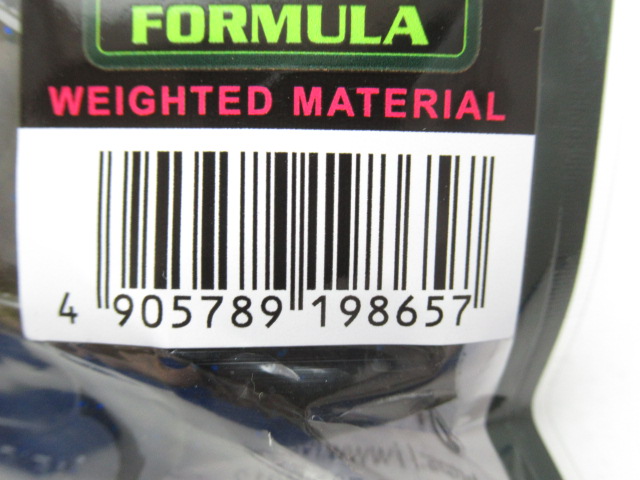 FORMULA
WEIGHTED MATERIAL
4 905789 198657